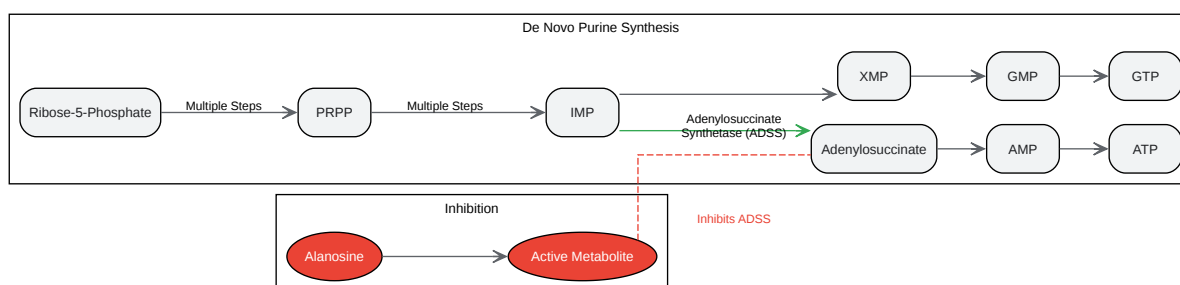 De Novo Purine Synthesis
XMP
GMP
GTP
Ribose-5-Phosphate
Multiple Steps
PRPP
Multiple Steps
IMP
Adenylosuccinate
Synthetase (ADSS)
Adenylosuccinate
AMP
ATP
Inhibition
Inhibits ADSS
Alanosine
Active Metabolite